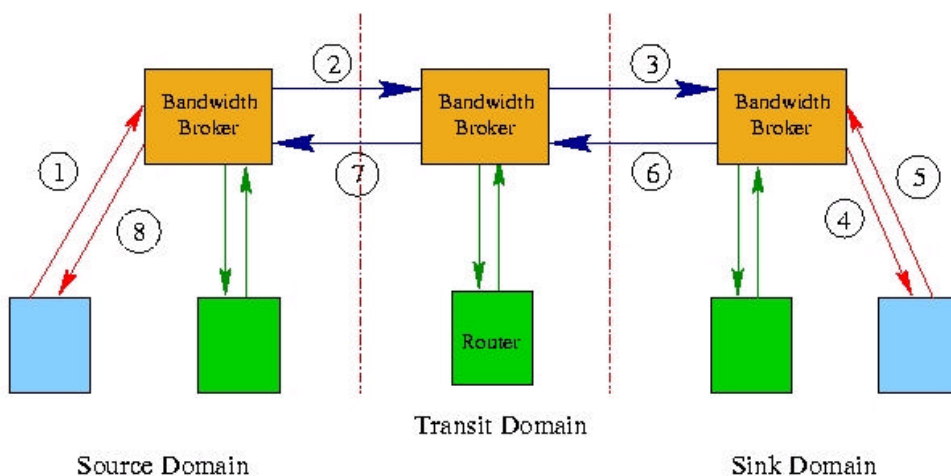 2
3
Bandwidth
Broker
Bandwidth
Broker
Bandwidth
Broker
1
7
6
5
8
4
Router
Transit Domain
Source Domain
Sink Domain